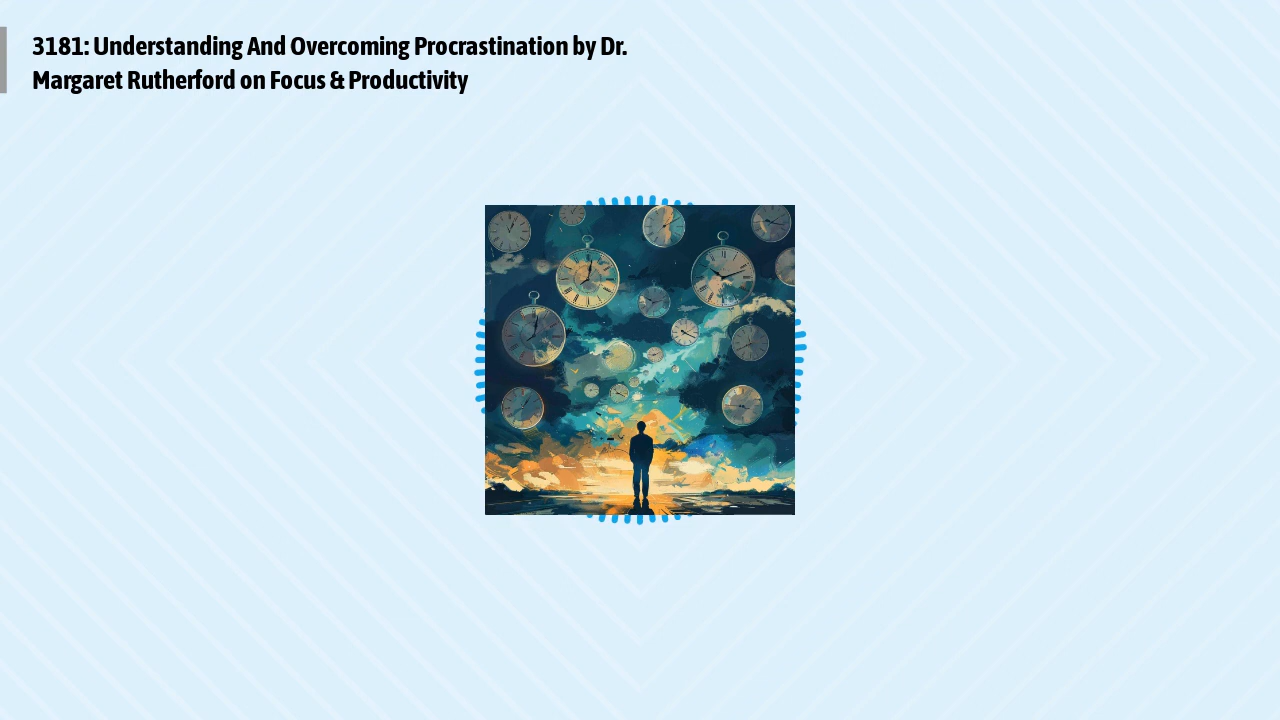 3181: Understanding And Overcoming Procrastination by Dr.
Margaret Rutherford on Focus & Productivity